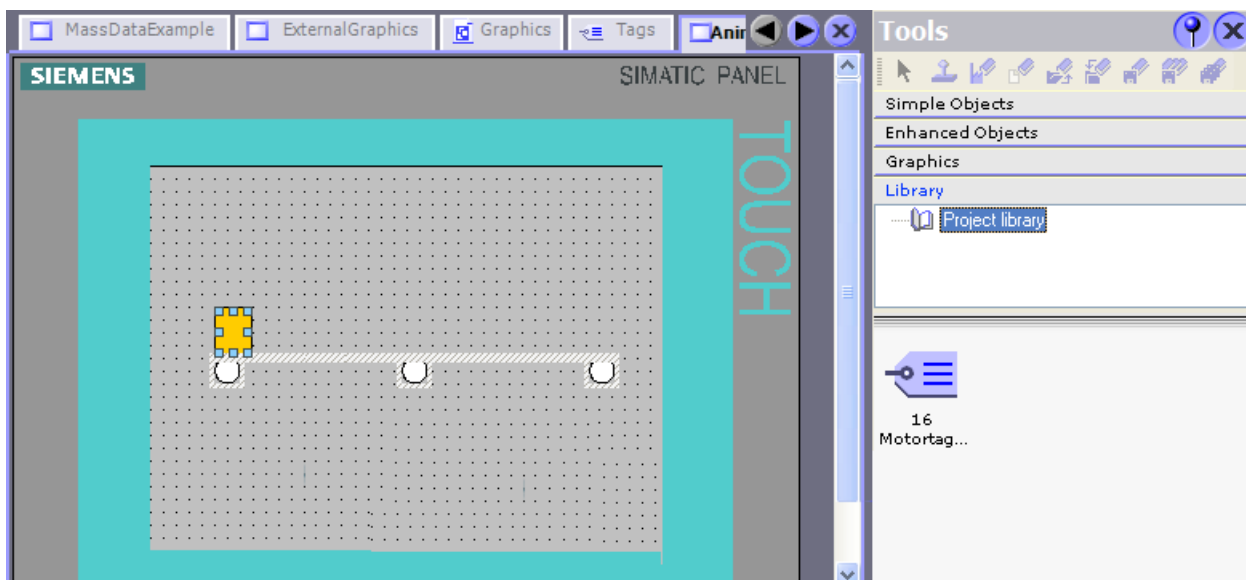 MassDataExample ExternalGraphics Graphics Tags Anir
Tools
SIEMENS
SIMATIC PANEL
TOUCH
Simple Objects
Enhanced Objects
Graphics
Library
Project library
16
Motortag...